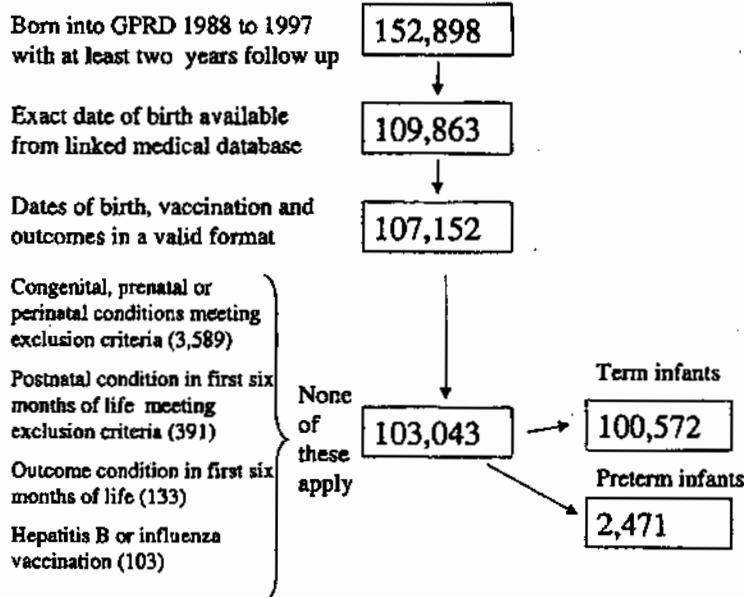 Born into GPRD 1988 to 1997
with at least two years follow up
152,898
Exact date of birth available
from linked medical database
109,863
Dates of birth, vaccination and
outcomes in a valid format
107,152
Congenital, prenatal or
perinatal conditions meeting
exclusion criteria (3,589)
Postnatal condition in first six
months of life meeting
exclusion criteria (391)
Outcome condition in first six
months of life (133)
Hepatitis B or influenza
vaccination (103)
None
of
these
apply
103,043
Term infants
100,572
Preterm infants
2,471